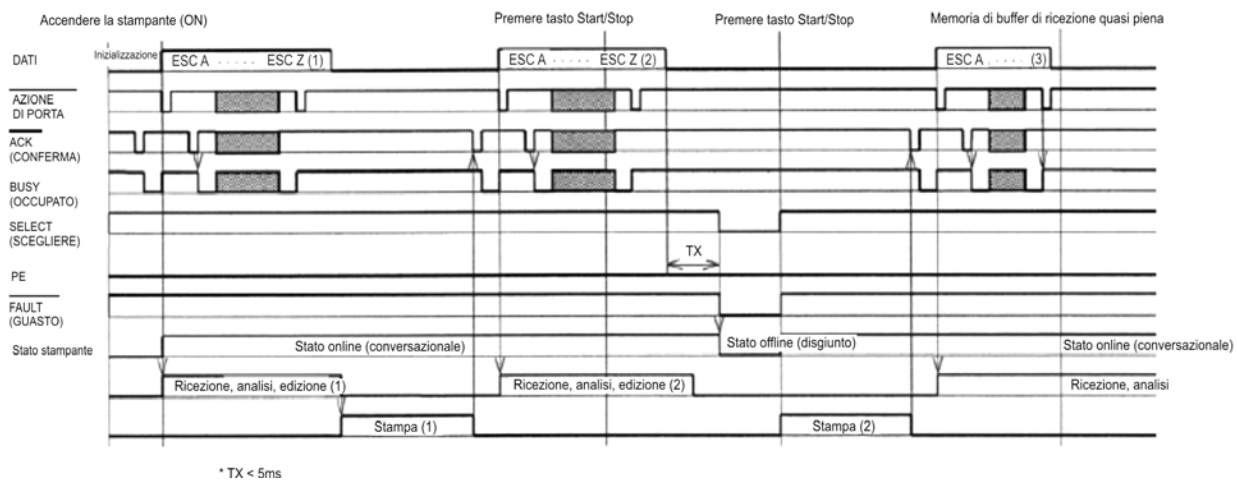 Accendere la stampante (ON)
Premere tasto Start/Stop
Premere tasto Start/Stop
Memoria di buffer di ricezione quasi piena
DATI
Inizializzazione
ESC A . . . . . ESC Z (1)
ESC A . . . . . ESC Z (2)
ESC A . . . . (3)
AZIONE
DI PORTA
ACK
(CONFERMA)
BUSY
(OCCUPATO)
SELECT
(SCEGLIERE)
TX
PE
FAULT
(GUASTO)
Stato stampante
Stato online (conversazionale)
Stato offline (disgiunto)
Stato online (conversazionale)
Ricezione, analisi, edizione (1)
Ricezione, analisi, edizione (2)
Ricezione, analisi
Stampa (1)
Stampa (2)
* TX < 5ms